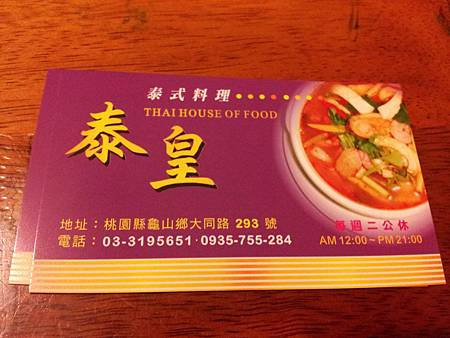 泰式料理
THAI HOUSE OF FOOD
泰皇
地址：桃園縣龜山鄉大同路 293 號
電話：03-3195651·0935-755-284
每週二公休
AM 12:00~PM 21:00